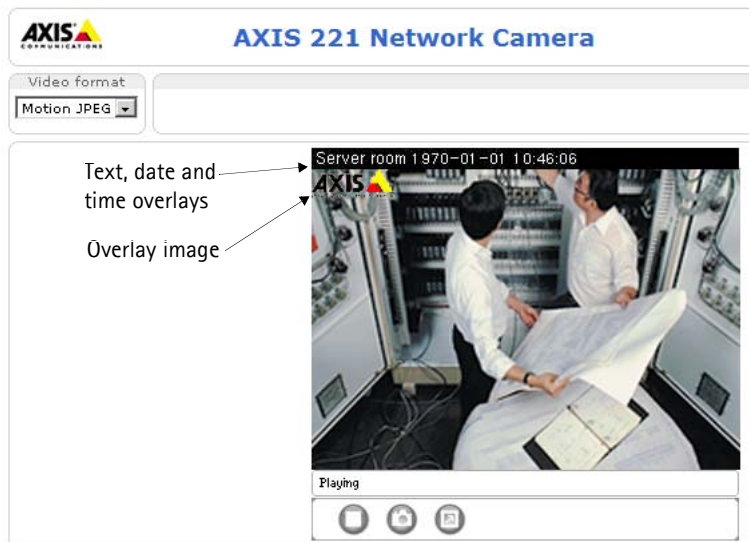 AXIS
COMMUNICATIONS
AXIS 221 Network Camera
Video format
Motion JPEG
Text, date and
time overlays
Server room 1970-01-01 10:46:06
AXIS
Overlay image
Playing